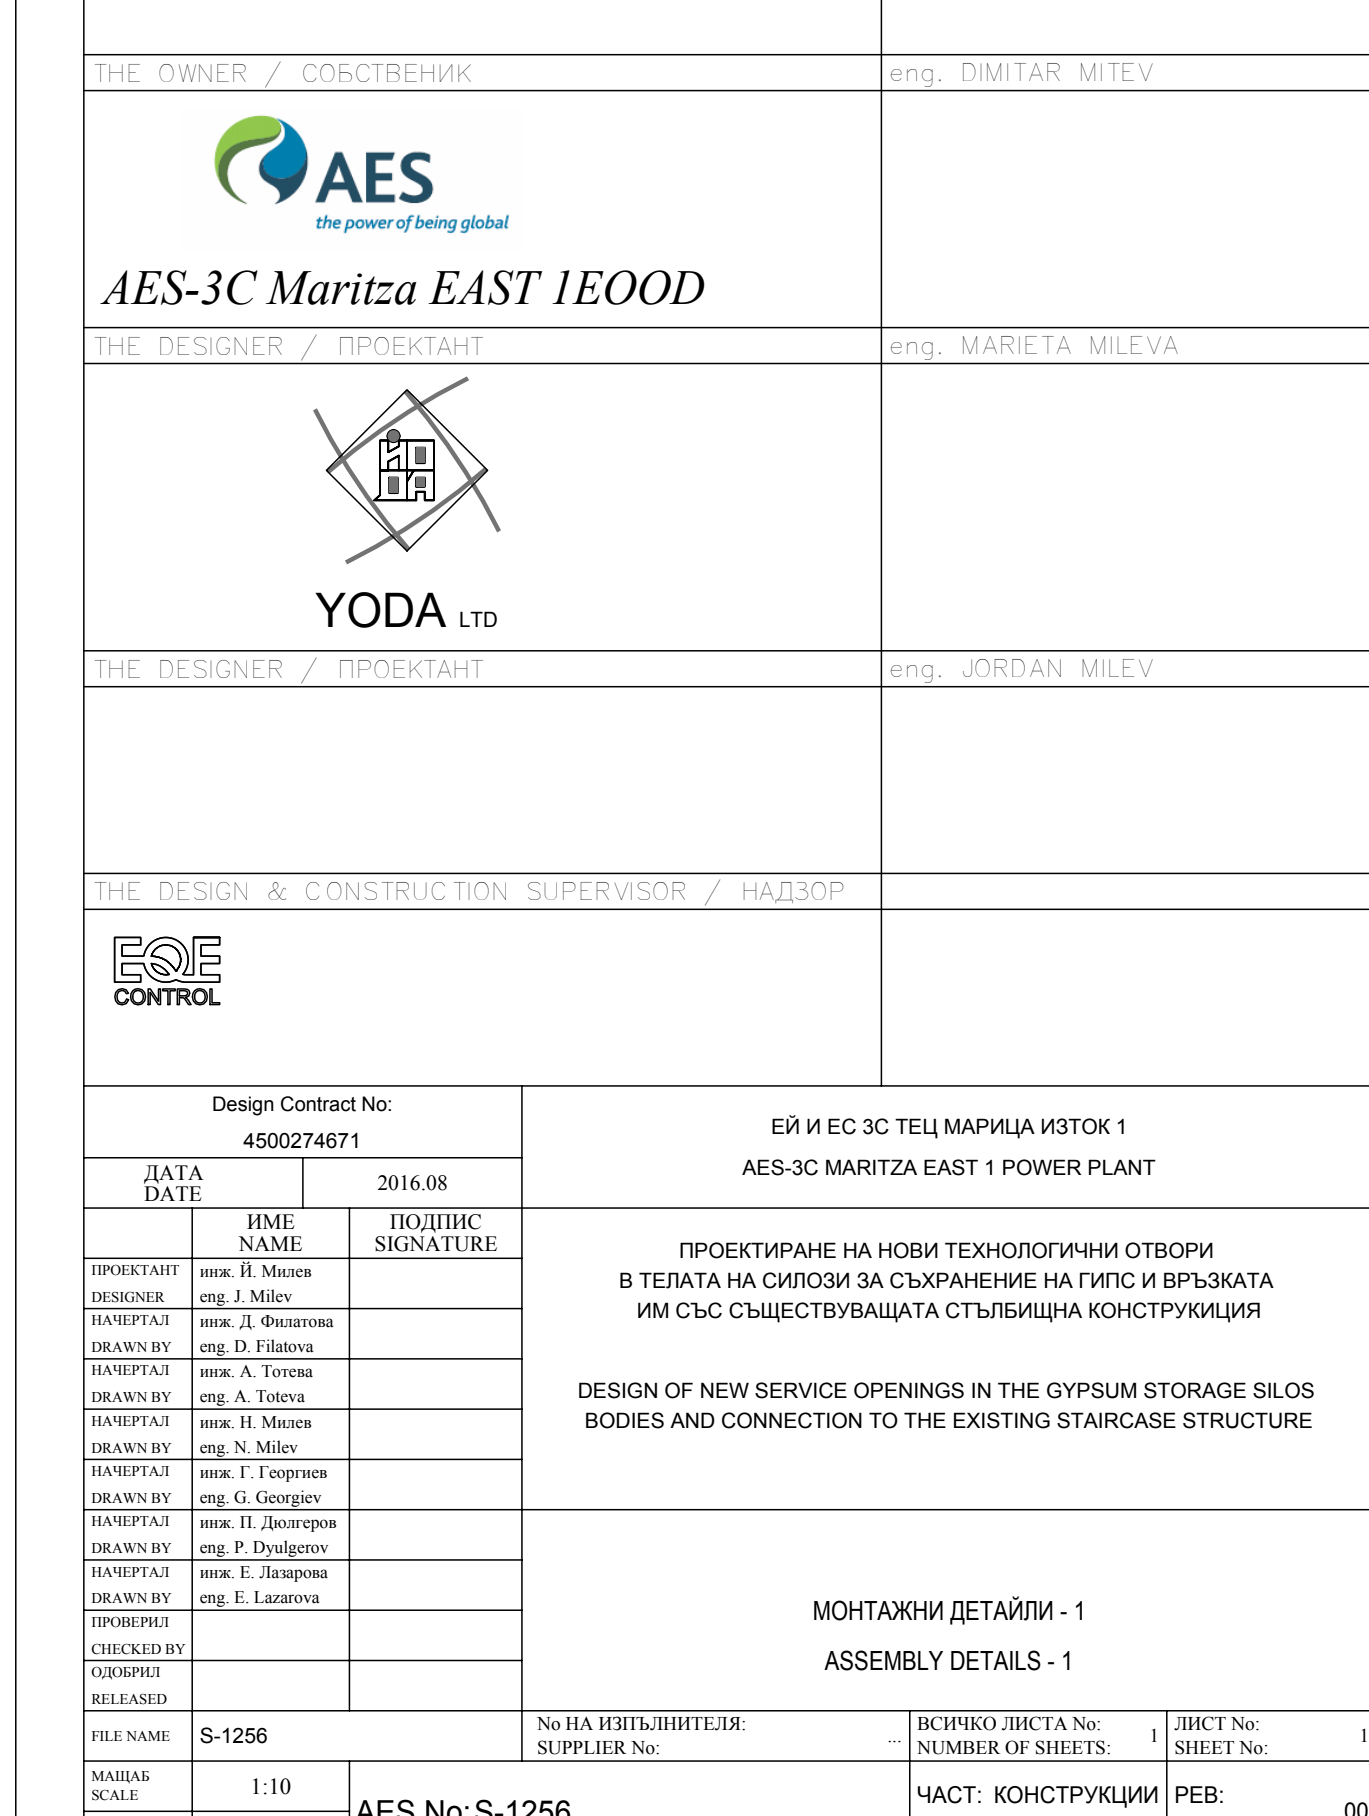 THE OWNER / СОБСТВЕНИК
eng. DIMITAR MITEV
AES
the power of being global
AES-3C Maritza EAST 1EOOD
THE DESIGNER / ПРОЕКТАНТ
eng. MARIETA MILEVA
YODA LTD
THE DESIGNER / ПРОЕКТАНТ
eng. JORDAN MILEV
THE DESIGN & CONSTRUCTION SUPERVISOR / НАДЗОР
EQE
CONTROL
Design Contract No:
4500274671
ЕЙ И ЕС 3С ТЕЦ МАРИЦА ИЗТОК 1
AES-3C MARITZA EAST 1 POWER PLANT
ДАТА
DATE
2016.08
ИМЕ
NAME
ПОДПИС
SIGNATURE
ПРОЕКТИРАНЕ НА НОВИ ТЕХНОЛОГИЧНИ ОТВОРИ
В ТЕЛАТА НА СИЛОЗИ ЗА СЪХРАНЕНИЕ НА ГИПС И ВРЪЗКАТА
ИМ СЪС СЪЩЕСТВУВАЩАТА СТЪЛБИЩНА КОНСТРУКИЦИЯ
DESIGN OF NEW SERVICE OPENINGS IN THE GYPSUM STORAGE SILOS
BODIES AND CONNECTION TO THE EXISTING STAIRCASE STRUCTURE
ПРОЕКТАНТ инж. Й. Милев
DESIGNER eng. J. Milev
НАЧЕРТАЛ инж. Д. Филатова
DRAWN BY eng. D. Filatova
НАЧЕРТАЛ инж. А. Тотева
DRAWN BY eng. A. Toteva
НАЧЕРТАЛ инж. Н. Милев
DRAWN BY eng. N. Milev
НАЧЕРТАЛ инж. Г. Георгиев
DRAWN BY eng. G. Georgiev
НАЧЕРТАЛ инж. П. Дюлгеров
DRAWN BY eng. P. Dyulgerov
НАЧЕРТАЛ инж. Е. Лазарова
DRAWN BY eng. E. Lazarova
ПРОВЕРИЛ
CHECKED BY
ОДОБРИЛ
RELEASED
МОНТАЖНИ ДЕТАЙЛИ - 1
ASSEMBLY DETAILS - 1
FILE NAME S-1256
No НА ИЗПЪЛНИТЕЛЯ:
SUPPLIER No: ...
ВСИЧКО ЛИСТА No:
NUMBER OF SHEETS: 1
ЛИСТ No:
SHEET No: 1
МАЩАБ
SCALE
1:10
AES No: S-1256
ЧАСТ: КОНСТРУКЦИИ
РЕВ:
00